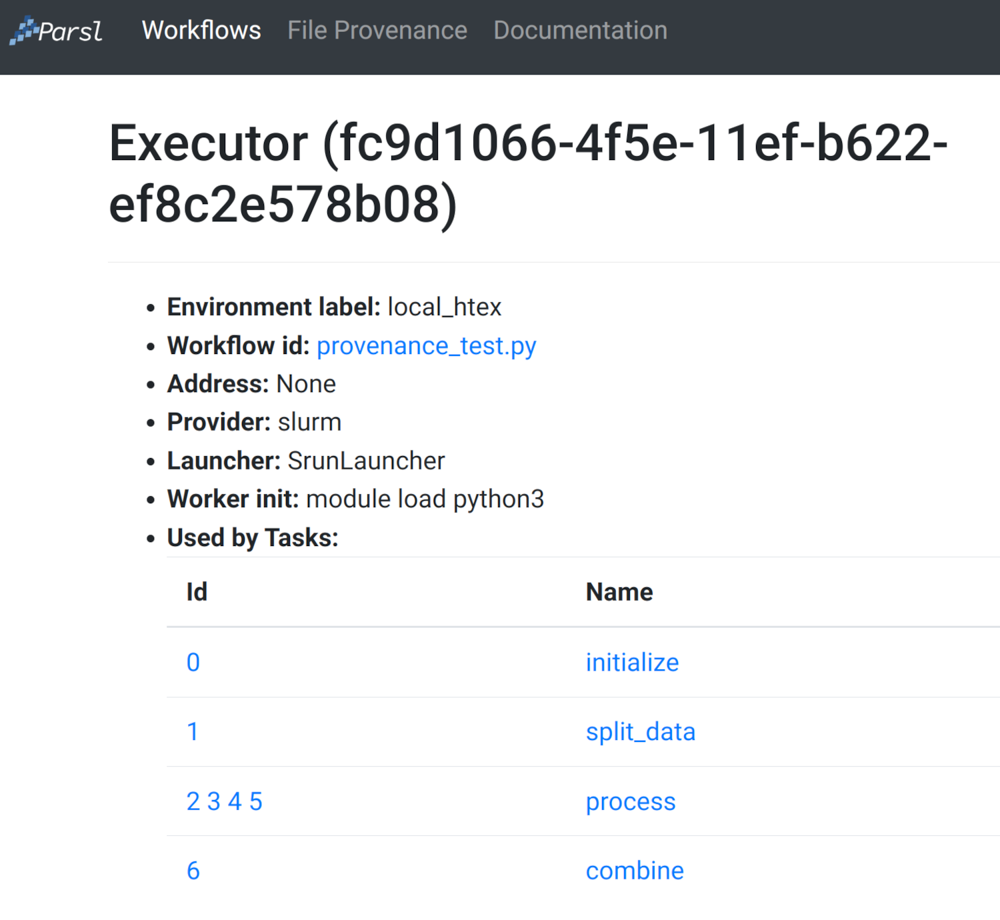 Parsl Workflows File Provenance Documentation
Executor (fc9d1066-4f5e-11ef-b622-
ef8c2e578b08)
Environment label: local_htex
Workflow id: provenance_test.py
Address: None
Provider: slurm
Launcher: SrunLauncher
Worker init: module load python3
Used by Tasks:
Id Name
0 initialize
1 split_data
2 3 4 5 process
6 combine